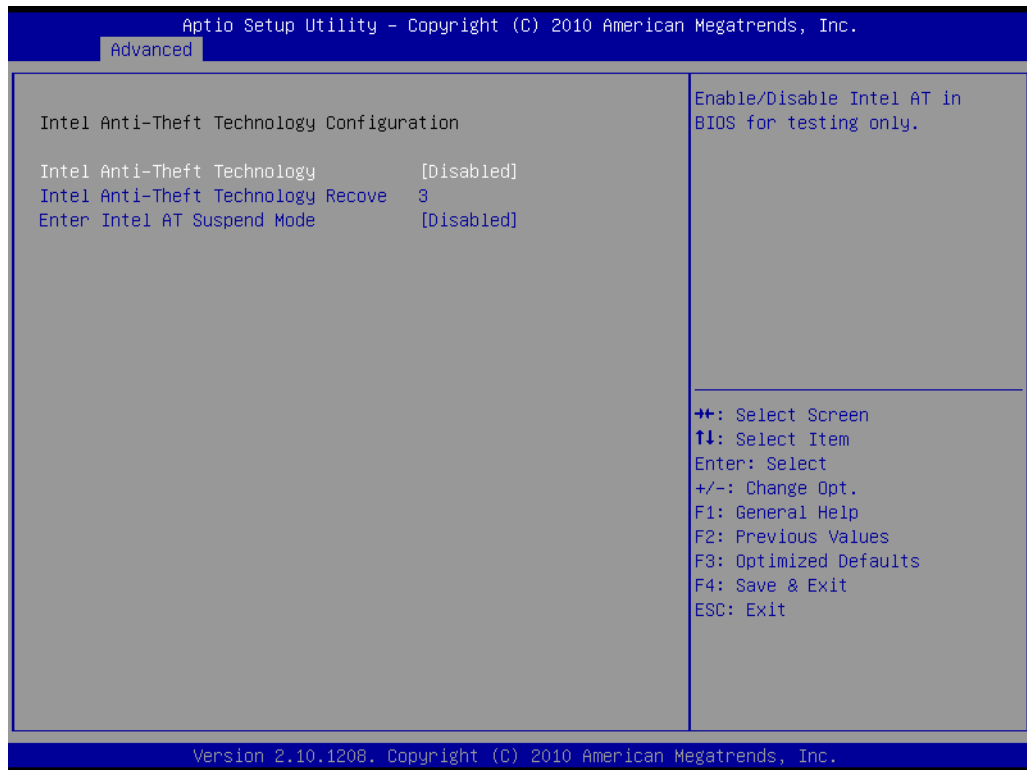 Aptio Setup Utility – Copyright (C) 2010 American Megatrends, Inc.
Advanced
Intel Anti-Theft Technology Configuration
Intel Anti-Theft Technology [Disabled]
Intel Anti-Theft Technology Recove 3
Enter Intel AT Suspend Mode [Disabled]
Enable/Disable Intel AT in
BIOS for testing only.
→←: Select Screen
↑↓: Select Item
Enter: Select
+/-: Change Opt.
F1: General Help
F2: Previous Values
F3: Optimized Defaults
F4: Save & Exit
ESC: Exit
Version 2.10.1208. Copyright (C) 2010 American Megatrends, Inc.